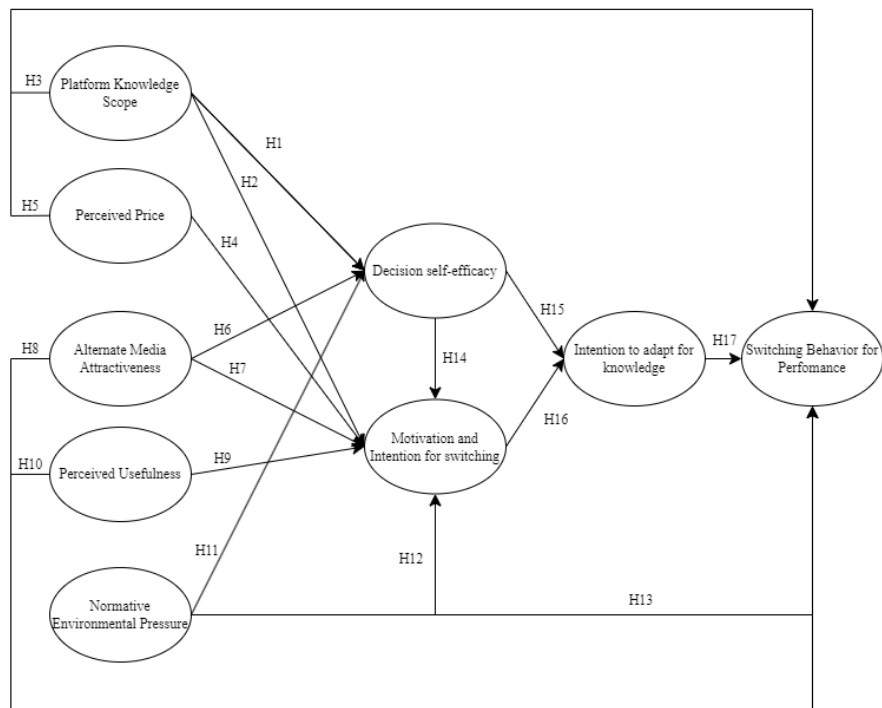 H3
Platform Knowledge
Scope
H1
H2
H5
Perceived Price
H4
Decision self-efficacy
H6
H15
H8
Alternate Media
Attractiveness
H7
H14
Intention to adapt for
knowledge
H17
Switching Behavior for
Perfomance
H16
Motivation and
Intention for switching
H10
Perceived Usefulness
H9
H11
H12
Normative
Environmental Pressure
H13